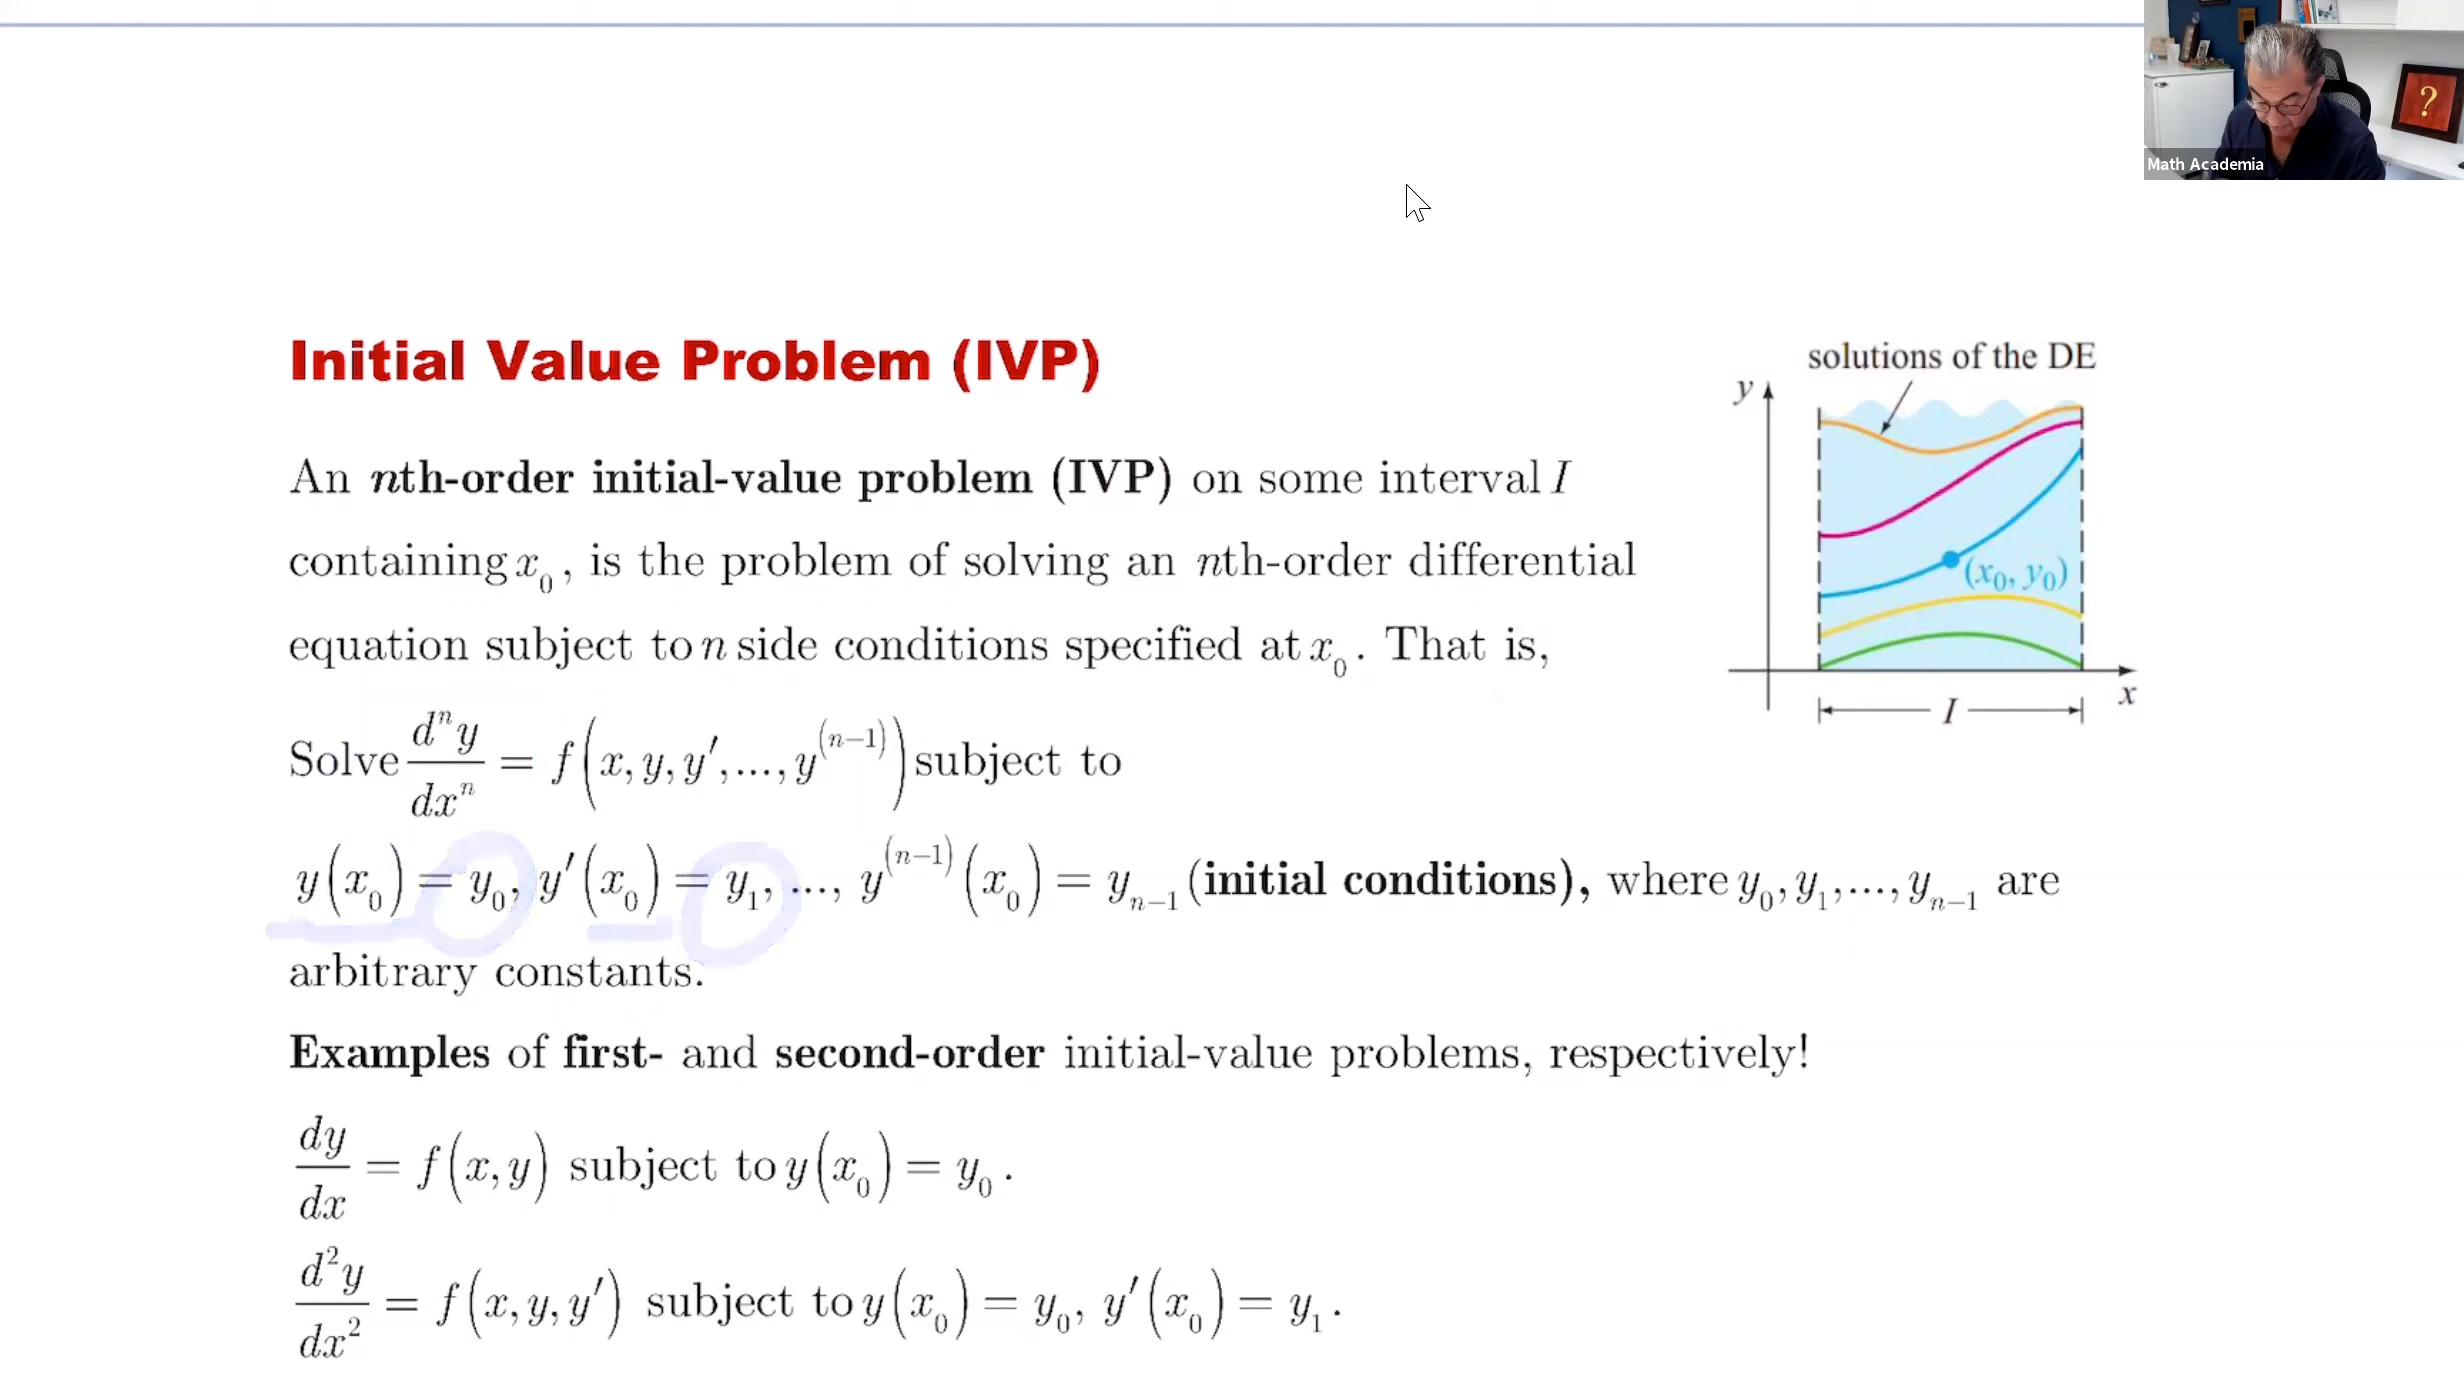 ?
Math Academia
Initial Value Problem (IVP)
An nth-order initial-value problem (IVP) on some interval I
containing x₀, is the problem of solving an nth-order differential
equation subject to n side conditions specified at x₀. That is,
Solve dⁿy/dxⁿ = f(x, y, y′, ..., y⁽ⁿ⁻¹⁾) subject to
y(x₀) = y₀, y′(x₀) = y₁, ..., y⁽ⁿ⁻¹⁾(x₀) = yₙ₋₁ (initial conditions), where y₀, y₁, ..., yₙ₋₁ are
arbitrary constants.
Examples of first- and second-order initial-value problems, respectively!
dy/dx = f(x, y) subject to y(x₀) = y₀.
d²y/dx² = f(x, y, y′) subject to y(x₀) = y₀, y′(x₀) = y₁.
solutions of the DE
y
(x₀, y₀)
x
I